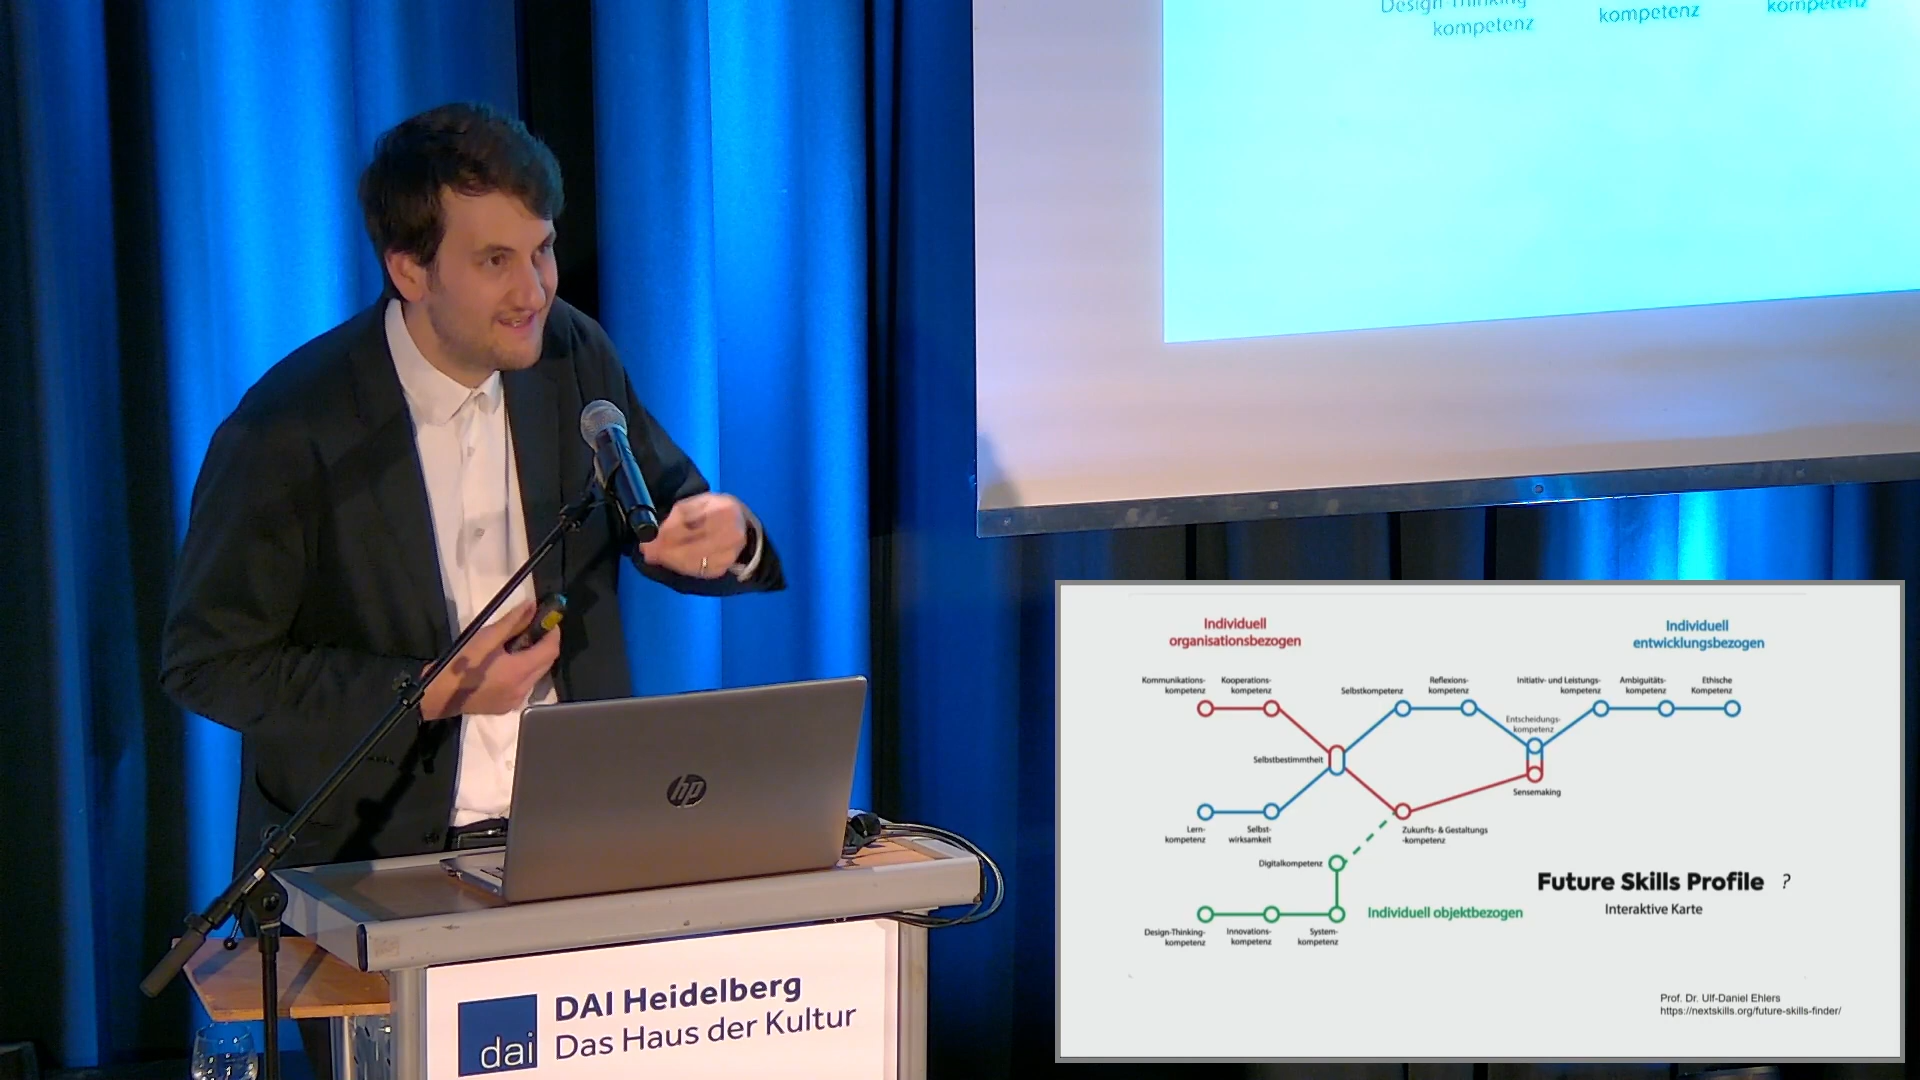 Design-Thinking
kompetenz
kompetenz
kompetenz
hp
dai
DAI Heidelberg
Das Haus der Kultur
Individuell
organisationsbezogen
Individuell
entwicklungsbezogen
Kommunikations-
kompetenz
Kooperations-
kompetenz
Selbstkompetenz
Reflexions-
kompetenz
Initiativ- und Leistungs-
kompetenz
Ambiguitäts-
kompetenz
Ethische
Kompetenz
Entscheidungs-
kompetenz
Selbstbestimmtheit
Sensemaking
Lern-
kompetenz
Selbst-
wirksamkeit
Zukunfts- & Gestaltungs
-kompetenz
Digitalkompetenz
Individuell objektbezogen
Design-Thinking-
kompetenz
Innovations-
kompetenz
System-
kompetenz
Future Skills Profile ?
Interaktive Karte
Prof. Dr. Ulf-Daniel Ehlers
https://nextskills.org/future-skills-finder/